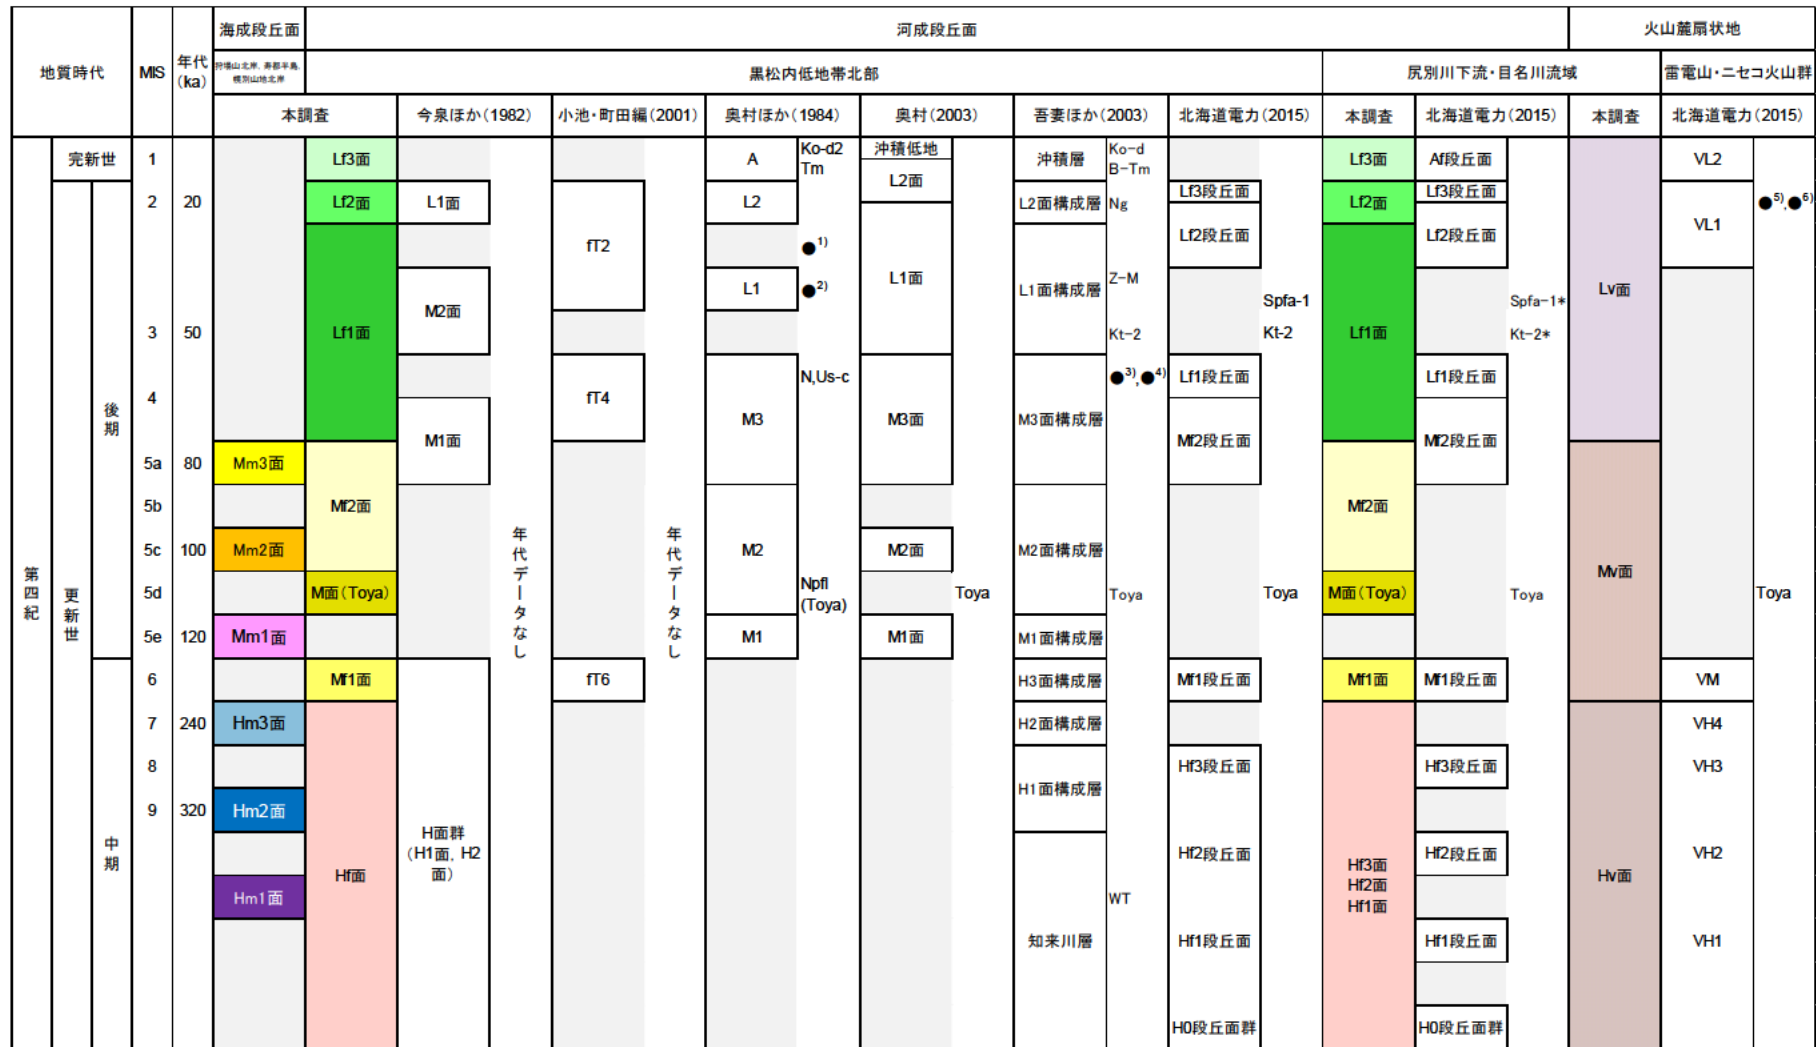 海成段丘面 河成段丘面 火山麓扇状地
地質時代 MIS 年代
(ka)
狩場山北岸, 寿都半島,
幌別山地北岸
黒松内低地帯北部 尻別川下流・目名川流域 雷電山・ニセコ火山群
本調査 今泉ほか(1982) 小池・町田編(2001) 奥村ほか(1984) 奥村(2003) 吾妻ほか(2003) 北海道電力(2015) 本調査 北海道電力(2015) 本調査 北海道電力(2015)
完新世 1 Lf3面 A Ko-d2
Tm 沖積低地 沖積層 Ko-d
B-Tm Lf3面 Af段丘面 VL2
L2面
2 20 Lf2面 L1面 L2 L2面構成層 Ng Lf3段丘面 Lf2面 Lf3段丘面 ●5),●6)
fT2 ●1) Lf2段丘面 Lf2段丘面 VL1
M2面 L1 ●2) L1面 L1面構成層 Z-M Spfa-1 Spfa-1* Lv面
3 50 Lf1面 Kt-2 Kt-2 Lf1面 Kt-2*
N,Us-c ●3),●4) Lf1段丘面 Lf1段丘面
4 fT4
後期 M1面 M3 M3面 M3面構成層 Mf2段丘面 Mf2段丘面
5a 80 Mm3面
5b Mf2面 Mf2面
5c 100 Mm2面 M2 M2面 M2面構成層
年代データなし 年代データなし
第四紀 更新世 5d M面(Toya) Npfl
(Toya) Toya Toya Toya M面(Toya) Toya Mv面 Toya
5e 120 Mm1面 M1 M1面 M1面構成層
6 Mf1面 fT6 H3面構成層 Mf1段丘面 Mf1面 Mf1段丘面 VM
7 240 Hm3面 H2面構成層 VH4
8 Hf3段丘面 Hf3段丘面 VH3
H1面構成層
9 320 Hm2面
中期 H面群
(H1面, H2
面) Hf2段丘面 Hf2段丘面 VH2
Hf面 Hf3面
Hf2面
Hf1面 Hv面
Hm1面 WT
知来川層 Hf1段丘面 Hf1段丘面 VH1
H0段丘面群 H0段丘面群